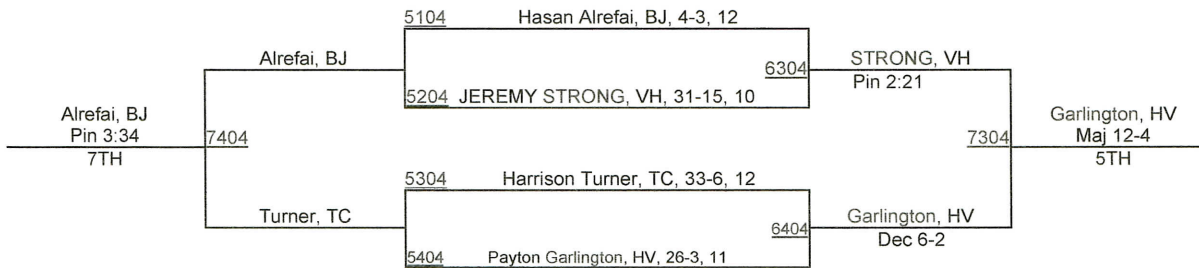 5104 Hasan Alrefai, BJ, 4-3, 12
Alrefai, BJ
6304
STRONG, VH
Pin 2:21
5204 JEREMY STRONG, VH, 31-15, 10
Alrefai, BJ
Pin 3:34
7TH
7404
7304
Garlington, HV
Maj 12-4
5TH
5304 Harrison Turner, TC, 33-6, 12
Turner, TC
6404
Garlington, HV
Dec 6-2
5404 Payton Garlington, HV, 26-3, 11